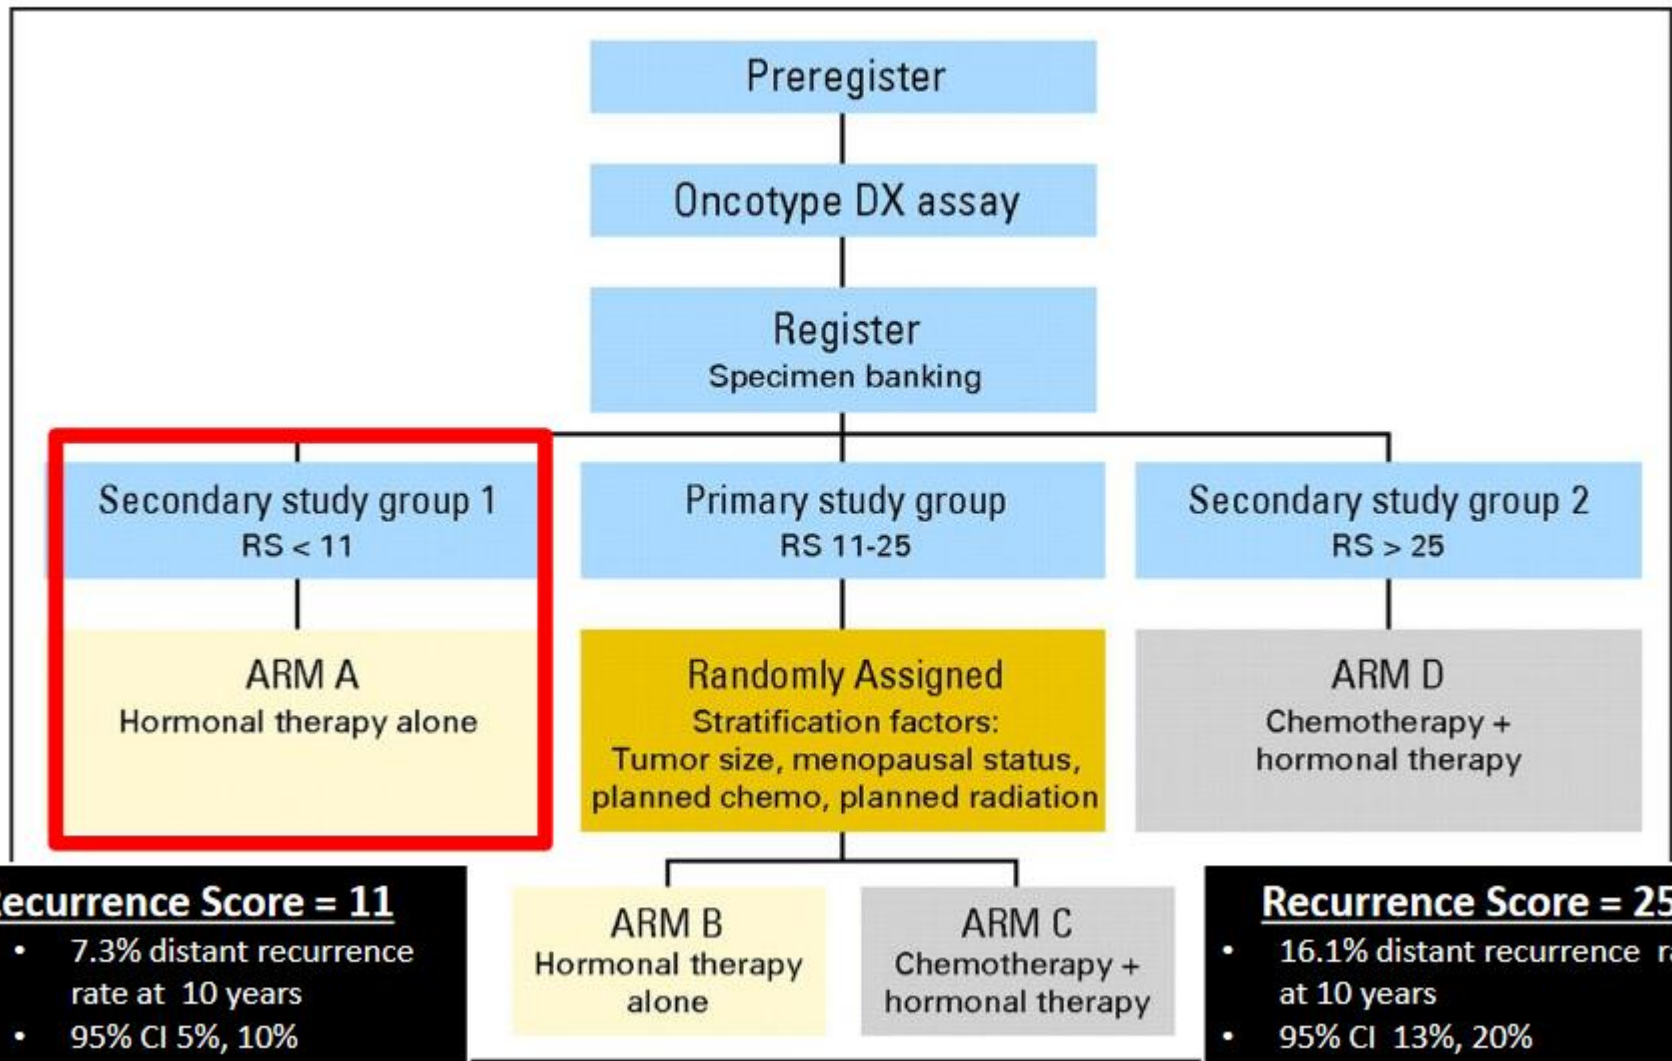 Preregister
Oncotype DX assay
Register
Specimen banking
Secondary study group 1
RS < 11
Primary study group
RS 11-25
Secondary study group 2
RS > 25
ARM A
Hormonal therapy alone
Randomly Assigned
Stratification factors:
Tumor size, menopausal status,
planned chemo, planned radiation
ARM D
Chemotherapy +
hormonal therapy
ARM B
Hormonal therapy
alone
ARM C
Chemotherapy +
hormonal therapy
Score = 11
• 7.3% distant recurrence
rate at 10 years
• 95% CI 5%, 10%
Recurrence Score = 25
• 16.1% distant recurrence
at 10 years
• 95% CI 13%, 20%